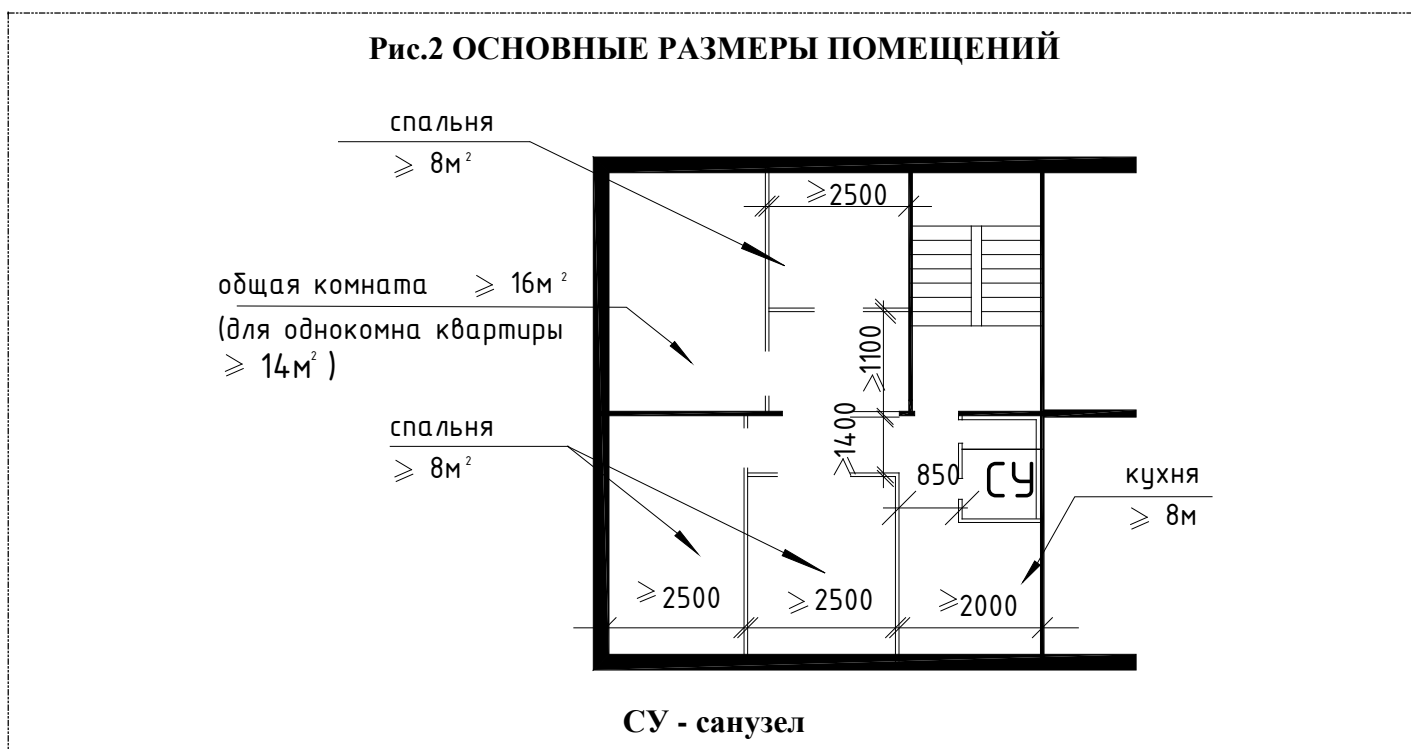 Рис.2 ОСНОВНЫЕ РАЗМЕРЫ ПОМЕЩЕНИЙ
спальня
⩾ 8м²
⩾2500
общая комната ⩾ 16м²
(для однокомна квартиры
⩾ 14м² )
⩾1100
спальня
⩾ 8м²
⩾1400
850
СУ
кухня
⩾ 8м
⩾2500
⩾2500
⩾2000
СУ - санузел